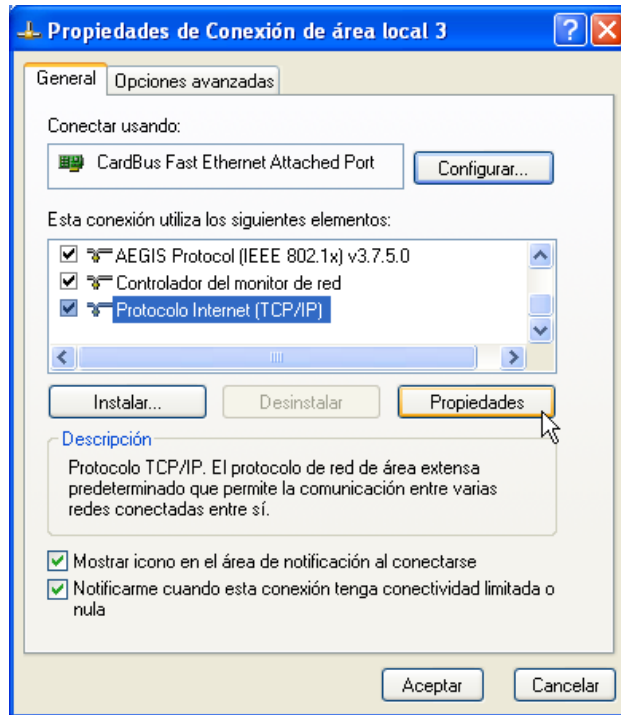 Propiedades de Conexión de área local 3
General
Opciones avanzadas
Conectar usando:
CardBus Fast Ethernet Attached Port
Configurar...
Esta conexión utiliza los siguientes elementos:
AEGIS Protocol (IEEE 802.1x) v3.7.5.0
Controlador del monitor de red
Protocolo Internet (TCP/IP)
Instalar...
Desinstalar
Propiedades
Descripción
Protocolo TCP/IP. El protocolo de red de área extensa
predeterminado que permite la comunicación entre varias
redes conectadas entre sí.
Mostrar icono en el área de notificación al conectarse
Notificarme cuando esta conexión tenga conectividad limitada o
nula
Aceptar
Cancelar